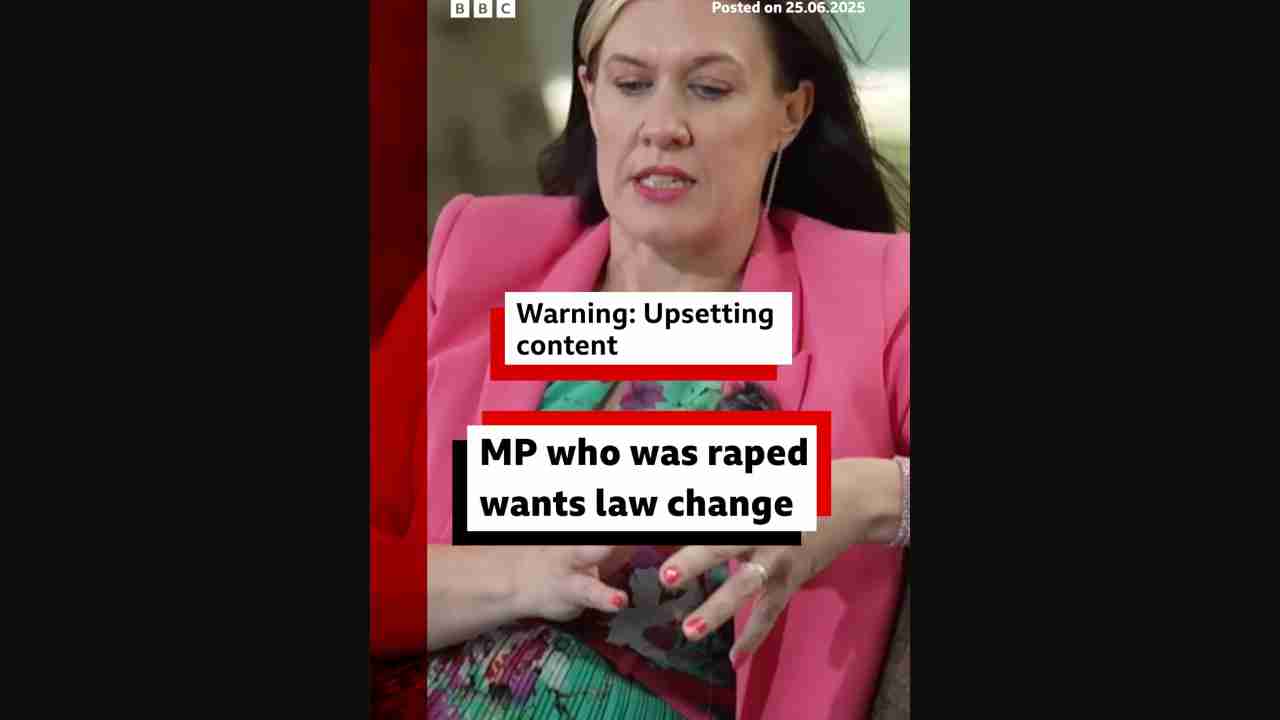 BBC
Posted on 25.06.2025
Warning: Upsetting
content
MP who was raped
wants law change